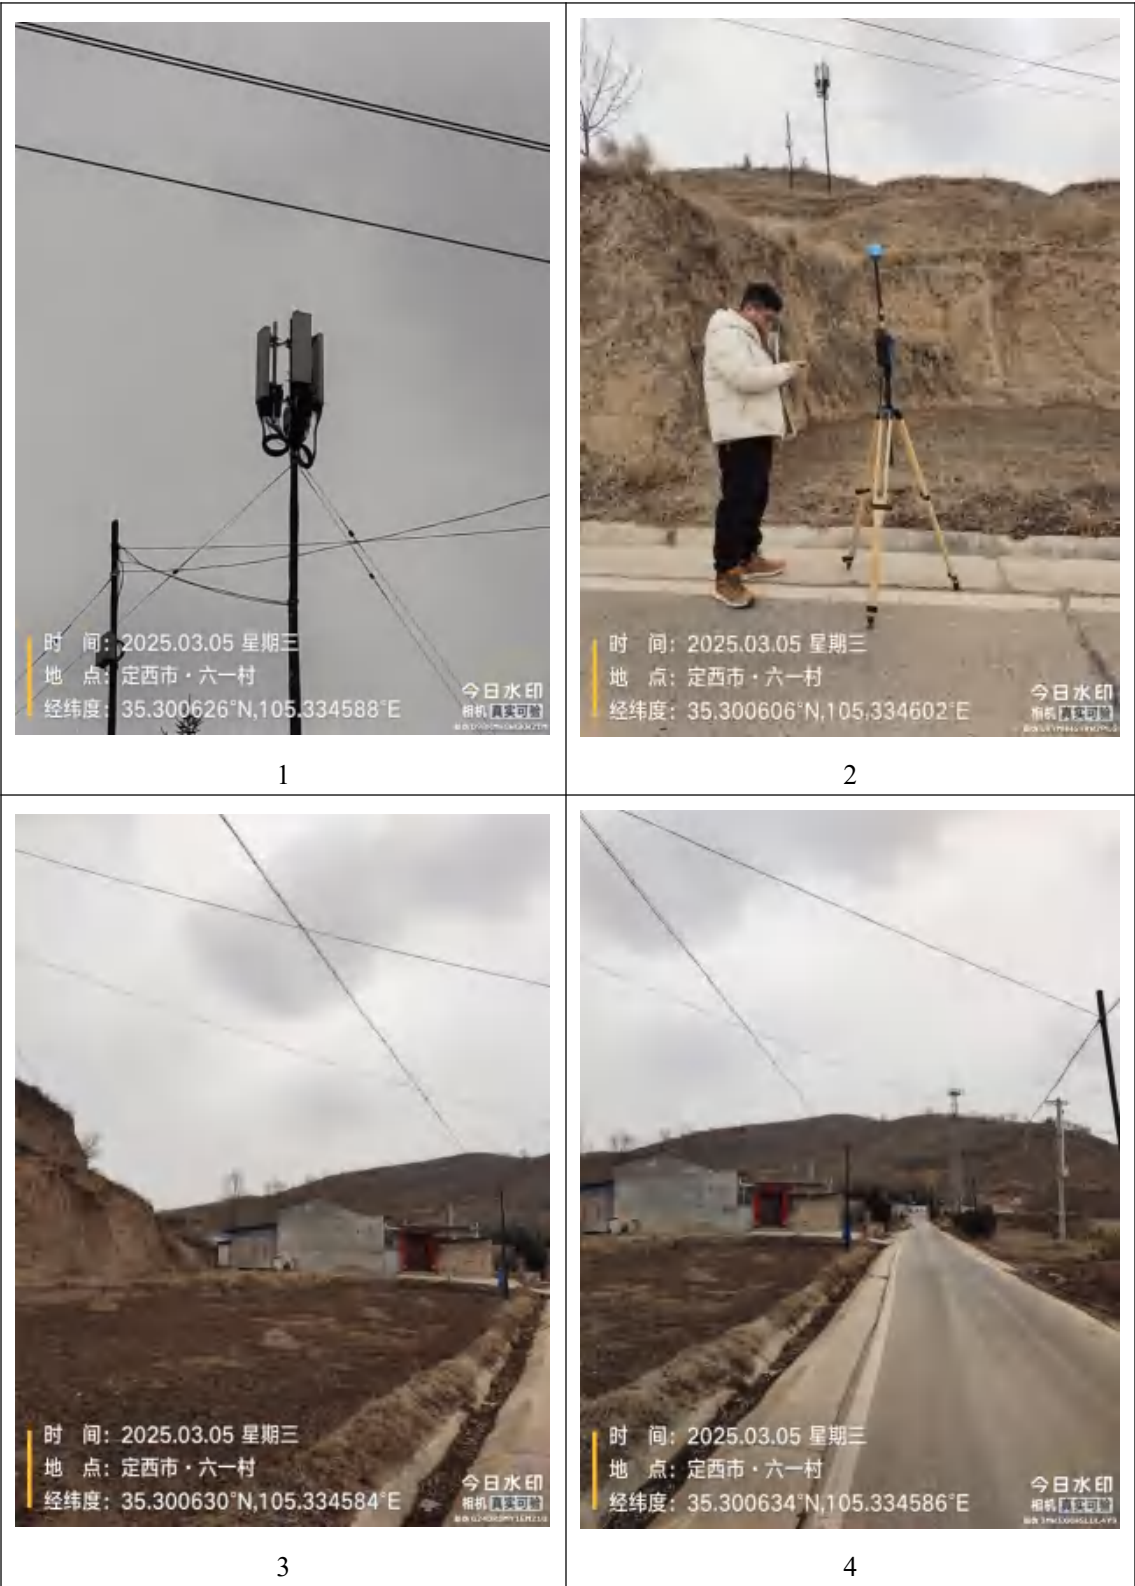 时 间：2025.03.05 星期三
地 点：定西市·六一村
经纬度：35.300626°N,105.334588°E
今日水印
相机 真实可验
1
时 间：2025.03.05 星期三
地 点：定西市·六一村
经纬度：35.300606°N,105.334602°E
今日水印
相机 真实可验
2
时 间：2025.03.05 星期三
地 点：定西市·六一村
经纬度：35.300630°N,105.334584°E
今日水印
相机 真实可验
3
时 间：2025.03.05 星期三
地 点：定西市·六一村
经纬度：35.300634°N,105.334586°E
今日水印
相机 真实可验
4